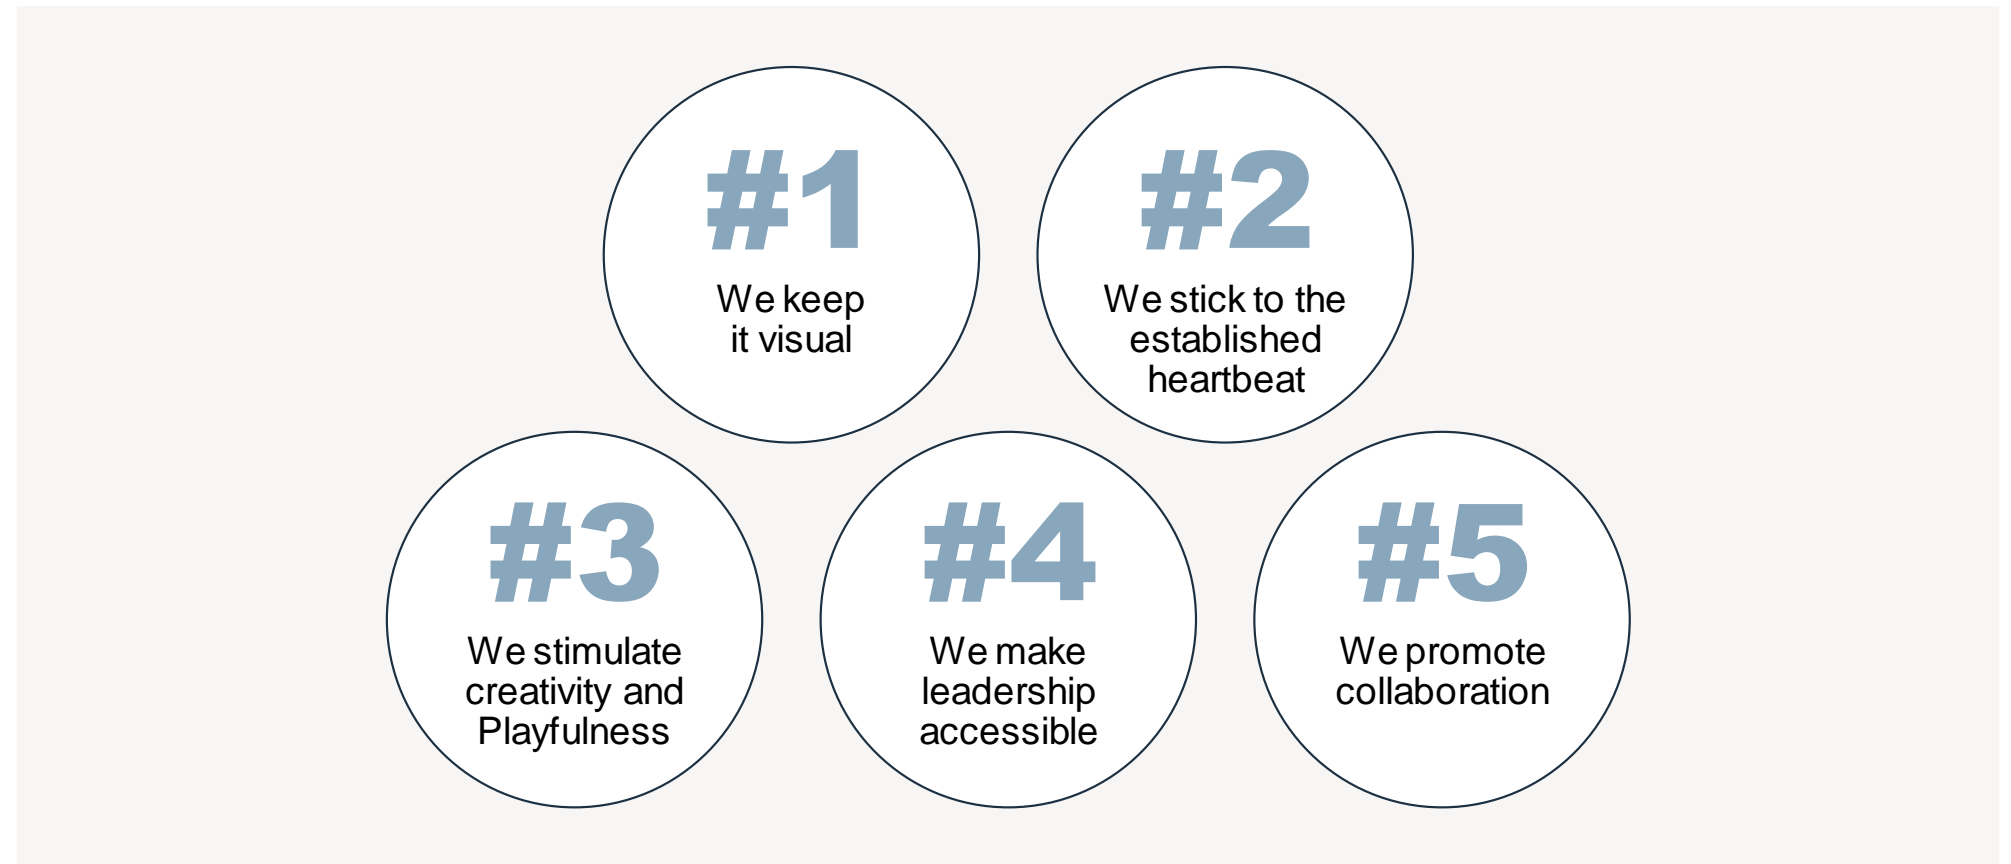 #1
We keep
it visual
#2
We stick to the
established
heartbeat
#3
We stimulate
creativity and
Playfulness
#4
We make
leadership
accessible
#5
We promote
collaboration